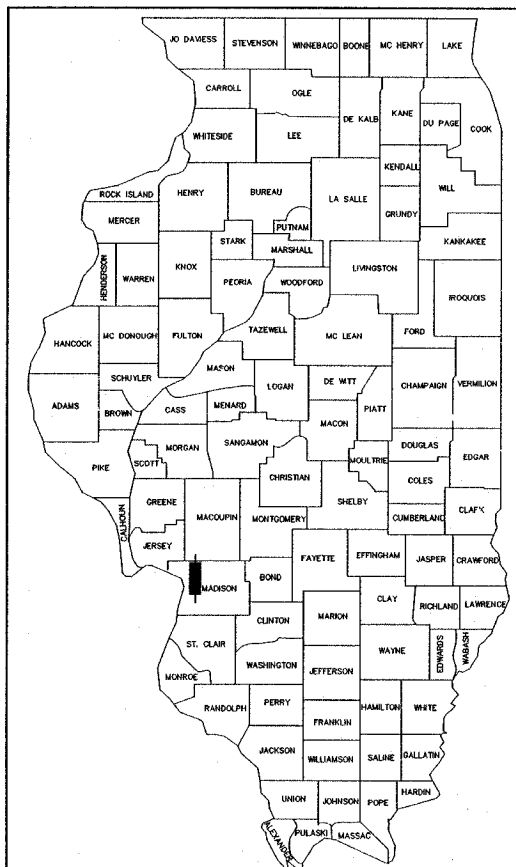 JO DAVIESS STEVENSON WINNEBAGO BOONE MC HENRY LAKE
CARROLL OGLE DE KALB KANE DU PAGE COOK
WHITESIDE LEE
KENDALL WILL
ROCK ISLAND HENRY BUREAU LA SALLE GRUNDY
MERCER PUTNAM
STARK MARSHALL KANKAKEE
HENDERSON WARREN KNOX PEORIA WOODFORD LIVINGSTON IROQUOIS
HANCOCK MC DONOUGH FULTON TAZEWELL MC LEAN FORD
MASON
SCHUYLER LOGAN DE WITT CHAMPAIGN VERMILION
ADAMS BROWN CASS MENARD MACON PIATT
MORGAN SANGAMON DOUGLAS EDGAR
PIKE SCOTT CHRISTIAN MOULTRIE COLES
CALHOUN GREENE MACOUPIN MONTGOMERY SHELBY CUMBERLAND CLAFK
JERSEY
FAYETTE EFFINGHAM JASPER CRAWFORD
MADISON BOND CLAY
RICHLAND LAWRENCE
CLINTON MARION
ST. CLAIR WAYNE EDWARDS WABASH
WASHINGTON JEFFERSON
MONROE
RANDOLPH PERRY HAMILTON WHITE
FRANKLIN
JACKSON WILLIAMSON SALINE GALLATIN
HARDIN
UNION JOHNSON POPE
ALEXANDER PULASKI MASSAC